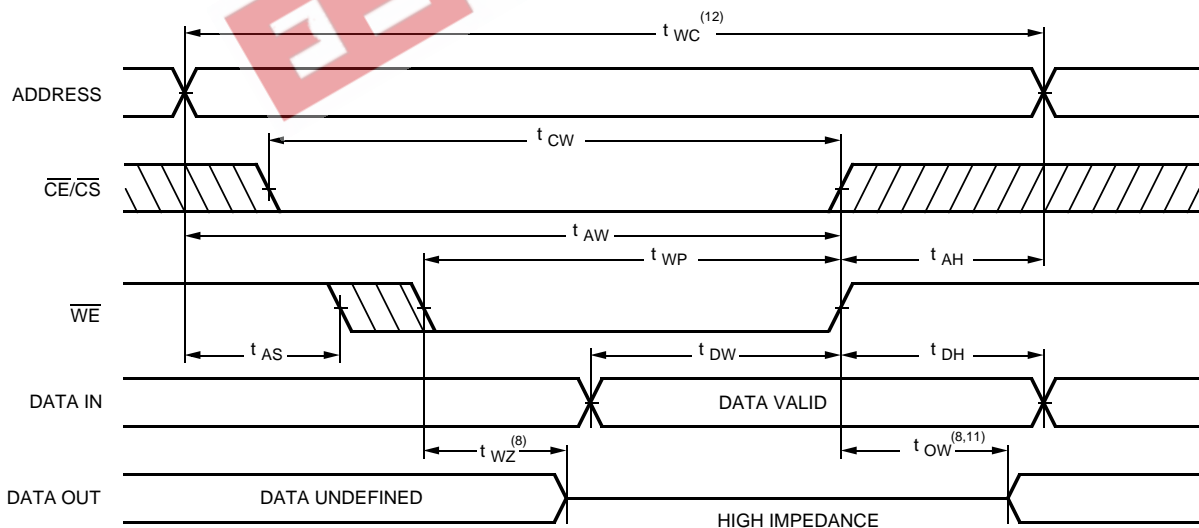 t WC (12)
ADDRESS
t CW
CE/CS
t AW
t WP
t AH
WE
t AS
t DW
t DH
DATA IN
DATA VALID
t WZ (8)
t OW (8,11)
DATA OUT
DATA UNDEFINED
HIGH IMPEDANCE